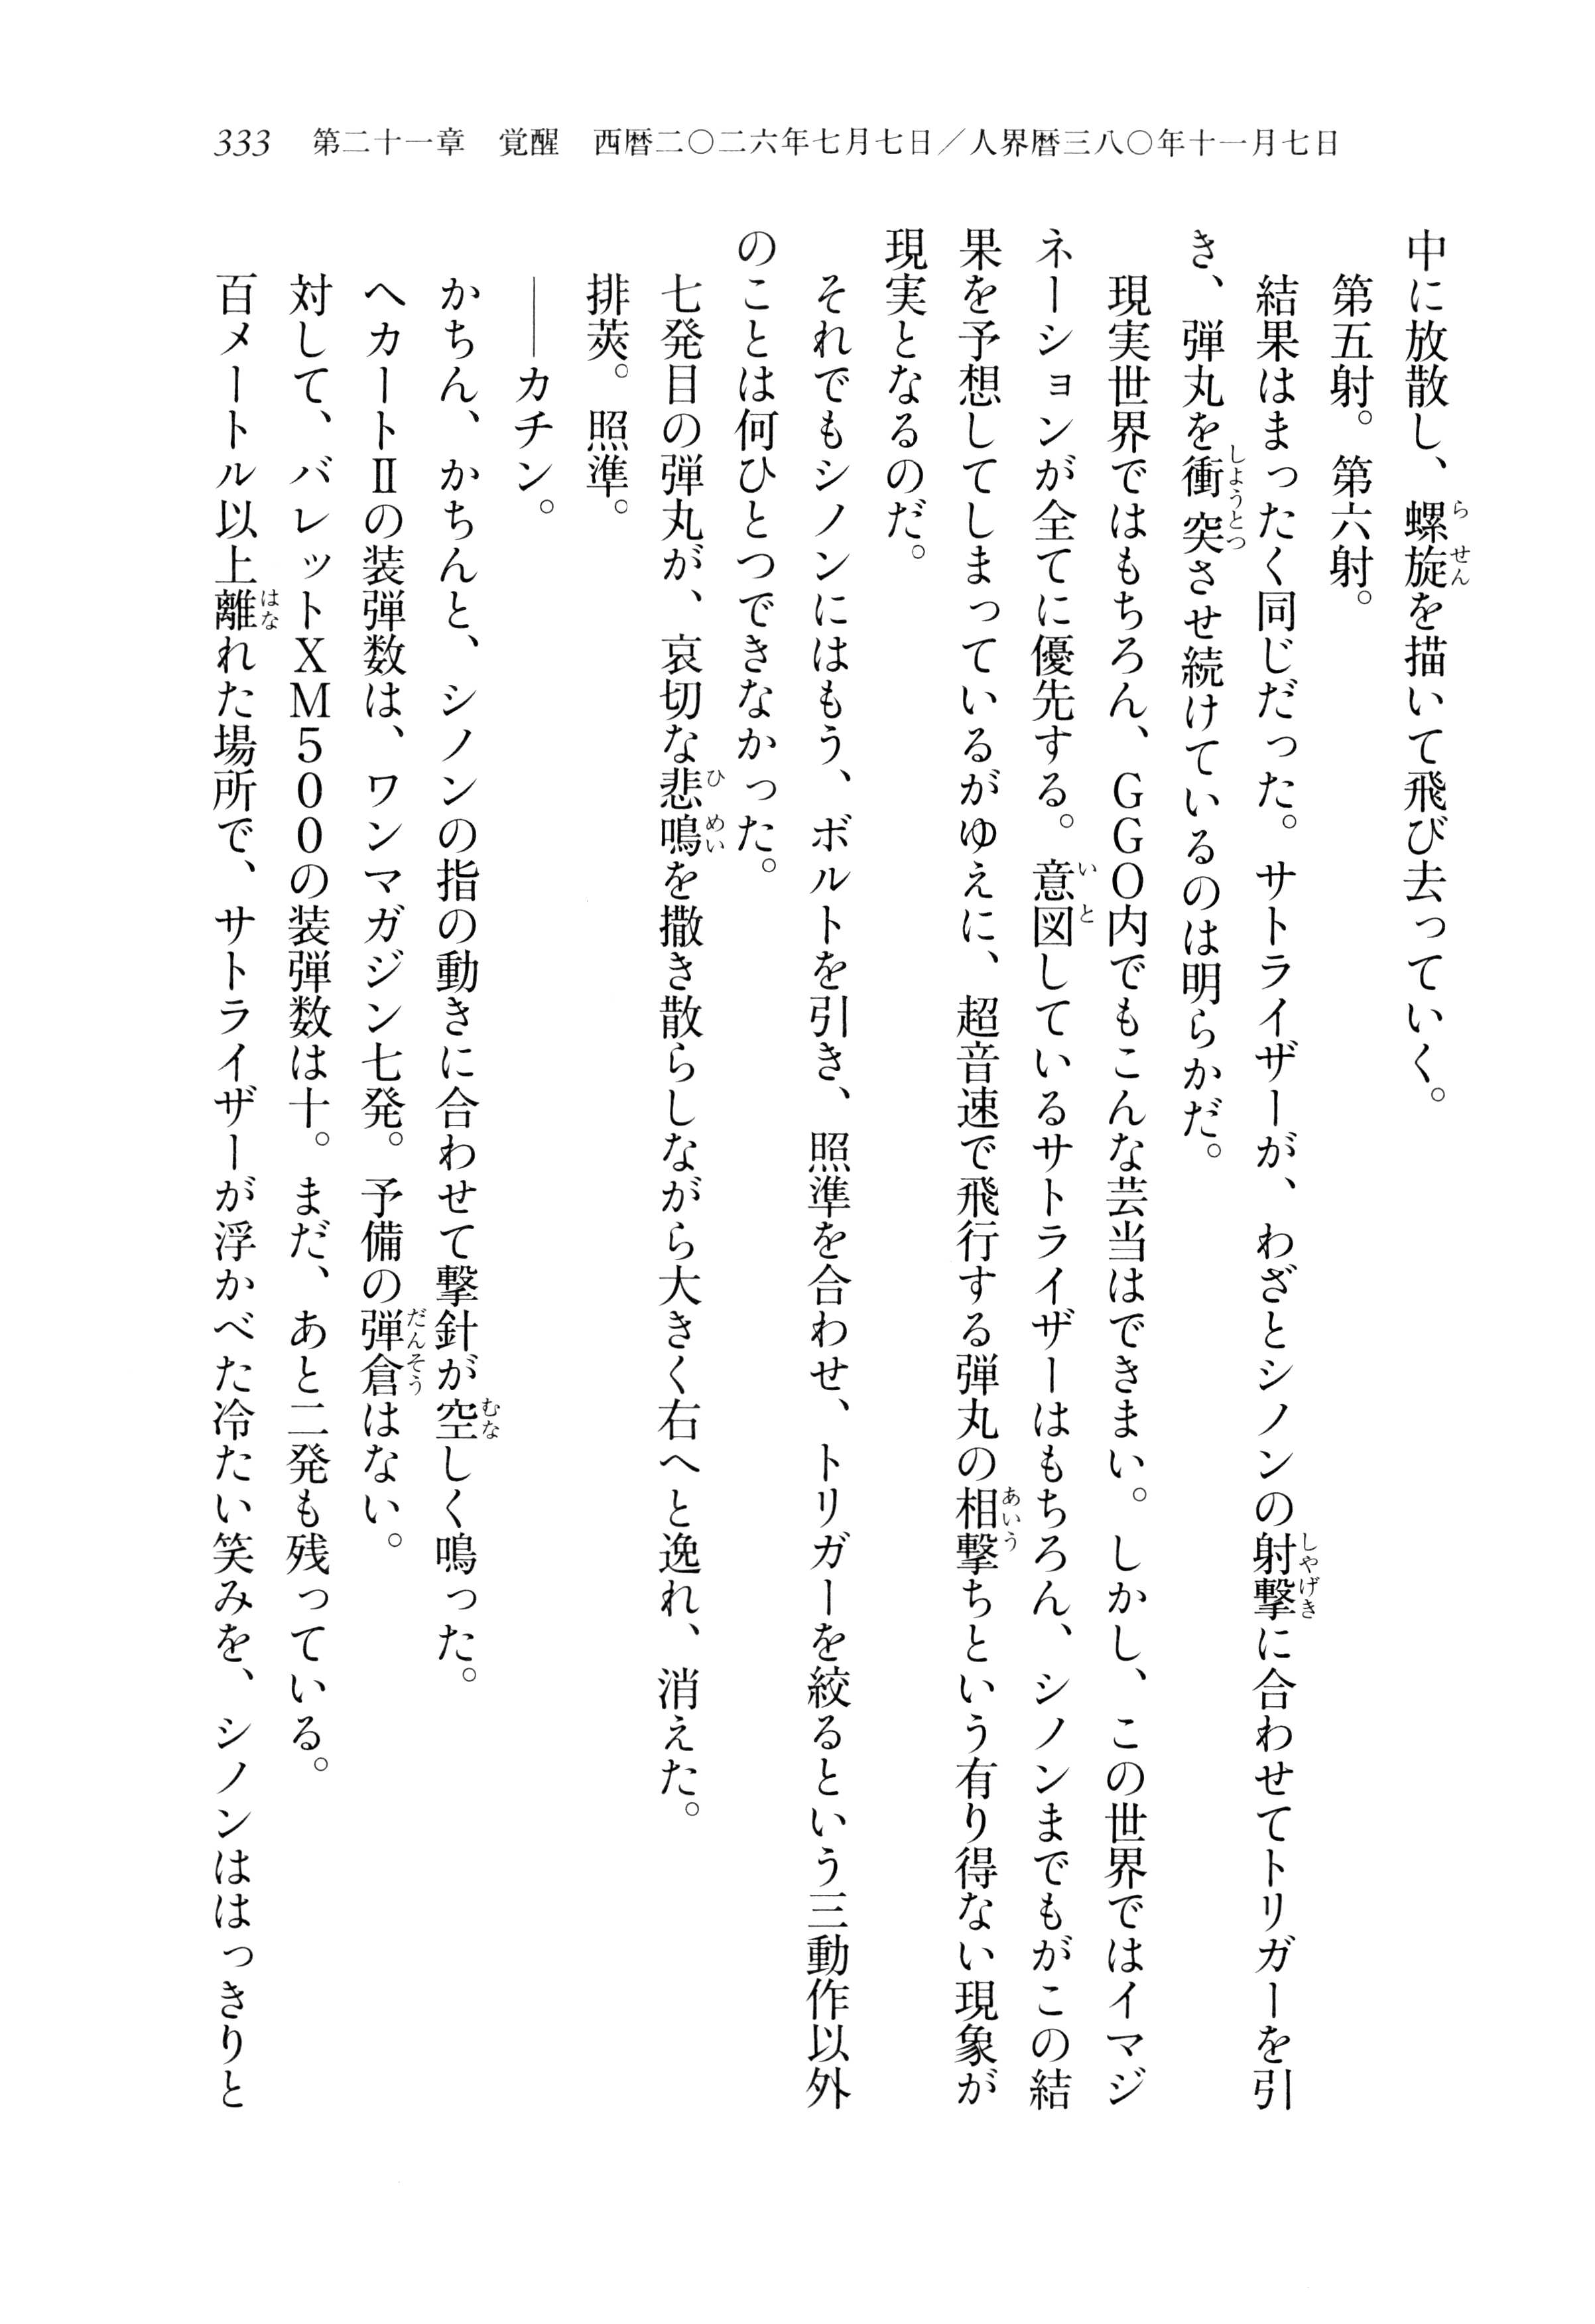 333 第二十一章 覚醒 西暦二〇二六年七月七日／人界暦三八〇年十一月七日
中に放散し、螺旋を描いて飛び去っていく。
第五射。第六射。
結果はまったく同じだった。サトライザーが、わざとシノンの射撃に合わせてトリガーを引
き、弾丸を衝突させ続けているのは明らかだ。
現実世界ではもちろん、ＧＧＯ内でもこんな芸当はできまい。しかし、この世界ではイマジ
ネーションが全てに優先する。意図しているサトライザーはもちろん、シノンまでもがこの結
果を予想してしまっているがゆえに、超音速で飛行する弾丸の相撃ちという有り得ない現象が
現実となるのだ。
それでもシノンにはもう、ボルトを引き、照準を合わせ、トリガーを絞るという三動作以外
のことは何ひとつできなかった。
七発目の弾丸が、哀切な悲鳴を撒き散らしながら大きく右へと逸れ、消えた。
排莢。照準。
――カチン。
かちん、かちんと、シノンの指の動きに合わせて撃針が空しく鳴った。
ヘカートⅡの装弾数は、ワンマガジン七発。予備の弾倉はない。
対して、バレットＸＭ５００の装弾数は十。まだ、あと二発も残っている。
百メートル以上離れた場所で、サトライザーが浮かべた冷たい笑みを、シノンははっきりと